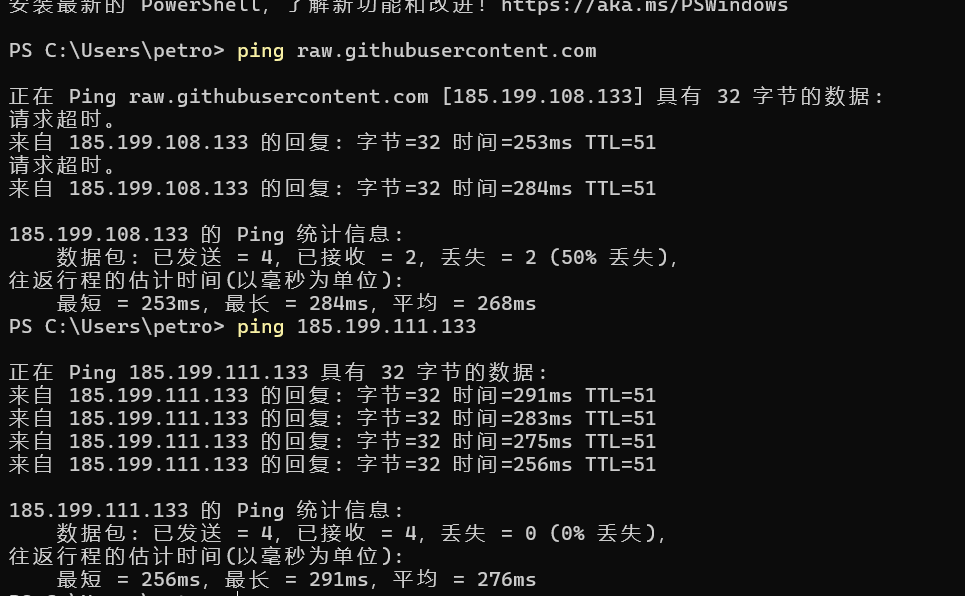 安装最新的 PowerShell，了解新功能和改进！https://aka.ms/PSWindows
PS C:\Users\petro> ping raw.githubusercontent.com
正在 Ping raw.githubusercontent.com [185.199.108.133] 具有 32 字节的数据:
请求超时。
来自 185.199.108.133 的回复: 字节=32 时间=253ms TTL=51
请求超时。
来自 185.199.108.133 的回复: 字节=32 时间=284ms TTL=51
185.199.108.133 的 Ping 统计信息:
数据包: 已发送 = 4，已接收 = 2，丢失 = 2 (50% 丢失)，
往返行程的估计时间(以毫秒为单位):
最短 = 253ms，最长 = 284ms，平均 = 268ms
PS C:\Users\petro> ping 185.199.111.133
正在 Ping 185.199.111.133 具有 32 字节的数据:
来自 185.199.111.133 的回复: 字节=32 时间=291ms TTL=51
来自 185.199.111.133 的回复: 字节=32 时间=283ms TTL=51
来自 185.199.111.133 的回复: 字节=32 时间=275ms TTL=51
来自 185.199.111.133 的回复: 字节=32 时间=256ms TTL=51
185.199.111.133 的 Ping 统计信息:
数据包: 已发送 = 4，已接收 = 4，丢失 = 0 (0% 丢失)，
往返行程的估计时间(以毫秒为单位):
最短 = 256ms，最长 = 291ms，平均 = 276ms